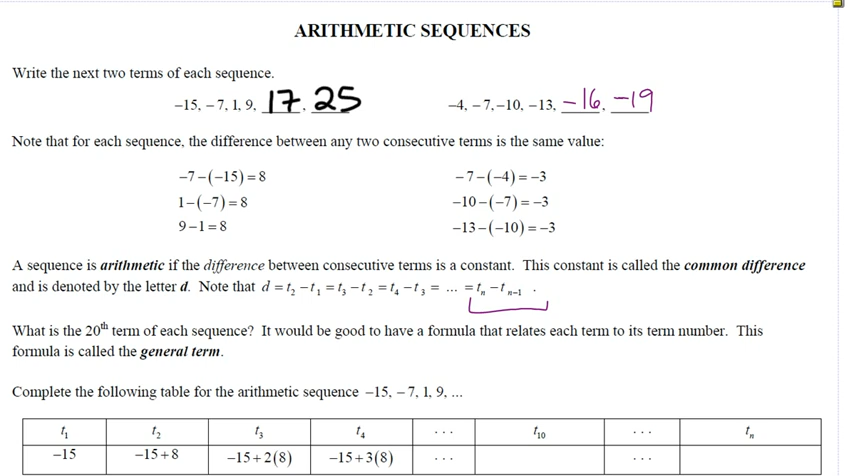 ARITHMETIC SEQUENCES
Write the next two terms of each sequence.
−15, −7, 1, 9, 17, 25
−4, −7, −10, −13, −16, −19
Note that for each sequence, the difference between any two consecutive terms is the same value:
−7−(−15)=8
−7−(−4)=−3
1−(−7)=8
−10−(−7)=−3
9−1=8
−13−(−10)=−3
A sequence is arithmetic if the difference between consecutive terms is a constant. This constant is called the common difference
and is denoted by the letter d. Note that d = t₂ − t₁ = t₃ − t₂ = t₄ − t₃ = ... = tₙ − tₙ₋₁ .
What is the 20th term of each sequence? It would be good to have a formula that relates each term to its term number. This
formula is called the general term.
Complete the following table for the arithmetic sequence −15, −7, 1, 9, ...
t₁ t₂ t₃ t₄ ··· t₁₀ ··· tₙ
−15 −15+8 −15+2(8) −15+3(8) ··· ···